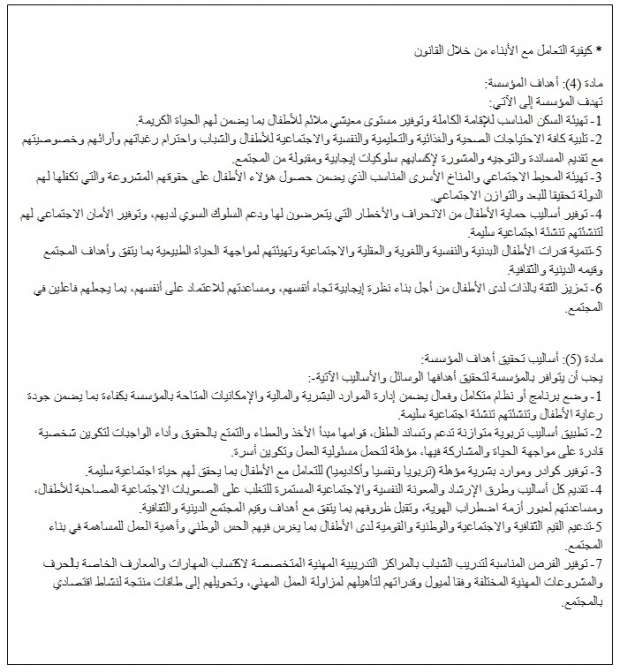 * كيفية التعامل مع الأبناء من خلال القانون
مادة (4): أهداف المؤسسة:
تهدف المؤسسة إلى الآتي:
1- تهيئة السكن المناسب للإقامة الكاملة وتوفير مستوى معيشي ملائم للأطفال بما يضمن لهم الحياة الكريمة.
2- تلبية كافة الاحتياجات الصحية والغذائية والتعليمية والنفسية والاجتماعية للأطفال والشباب واحترام رغباتهم وآرائهم وخصوصيتهم
مع تقديم المساندة والتوجيه والمشورة لإكسابهم سلوكيات إيجابية ومقبولة من المجتمع.
3- تهيئة المحيط الاجتماعي والمناخ الأسرى المناسب الذي يضمن حصول هؤلاء الأطفال على حقوقهم المشروعة والتي تكفلها لهم
الدولة تحقيقا للبعد والتوازن الاجتماعي.
4- توفير أساليب حماية الأطفال من الانحراف والأخطار التي يتعرضون لها ودعم السلوك السوي لديهم، وتوفير الأمان الاجتماعي لهم
لتنشئتهم تنشئة اجتماعية سليمة.
5-تنمية قدرات الأطفال البدنية والنفسية واللغوية والعقلية والاجتماعية وتهيئتهم لمواجهة الحياة الطبيعية بما يتفق وأهداف المجتمع
وقيمه الدينية والثقافية.
6- تعزيز الثقة بالذات لدى الأطفال من أجل بناء نظرة إيجابية تجاه أنفسهم، ومساعدتهم للاعتماد على أنفسهم، بما يجعلهم فاعلين في
المجتمع.
مادة (5): أساليب تحقيق أهداف المؤسسة:
يجب أن يتوافر بالمؤسسة لتحقيق أهدافها الوسائل والأساليب الآتية:-
1- وضع برنامج أو نظام متكامل وفعال يضمن إدارة الموارد البشرية والمالية والإمكانيات المتاحة بالمؤسسة بكفاءة بما يضمن جودة
رعاية الأطفال وتنشئتهم تنشئة اجتماعية سليمة.
2- تطبيق أساليب تربوية متوازنة تدعم وتساند الطفل، قوامها مبدأ الأخذ والعطاء والتمتع بالحقوق وأداء الواجبات لتكوين شخصية
قادرة على مواجهة الحياة والمشاركة فيها، مؤهلة لتحمل مسئولية العمل وتكوين أسرة.
3- توفير كوادر وموارد بشرية مؤهلة (تربويا ونفسيا وأكاديميا) للتعامل مع الأطفال بما يحقق لهم حياة اجتماعية سليمة.
4- تقديم كل أساليب وطرق الإرشاد والمعونة النفسية والاجتماعية المستمرة للتغلب على الصعوبات الاجتماعية المصاحبة للأطفال،
ومساعدتهم لعبور أزمة اضطراب الهوية، وتقبل ظروفهم بما يتفق مع أهداف وقيم المجتمع الدينية والثقافية.
5-تدعيم القيم الثقافية والاجتماعية والوطنية والقومية لدى الأطفال بما يغرس فيهم الحس الوطني وأهمية العمل للمساهمة في بناء
المجتمع.
7- توفير الفرص المناسبة لتدريب الشباب بالمراكز التدريبية المهنية المتخصصة لاكتساب المهارات والمعارف الخاصة بالحرف
والمشروعات المهنية المختلفة وفقا لميول وقدراتهم لتأهيلهم لمزاولة العمل المهني، وتحويلهم إلى طاقات منتجة لنشاط اقتصادي
بالمجتمع.